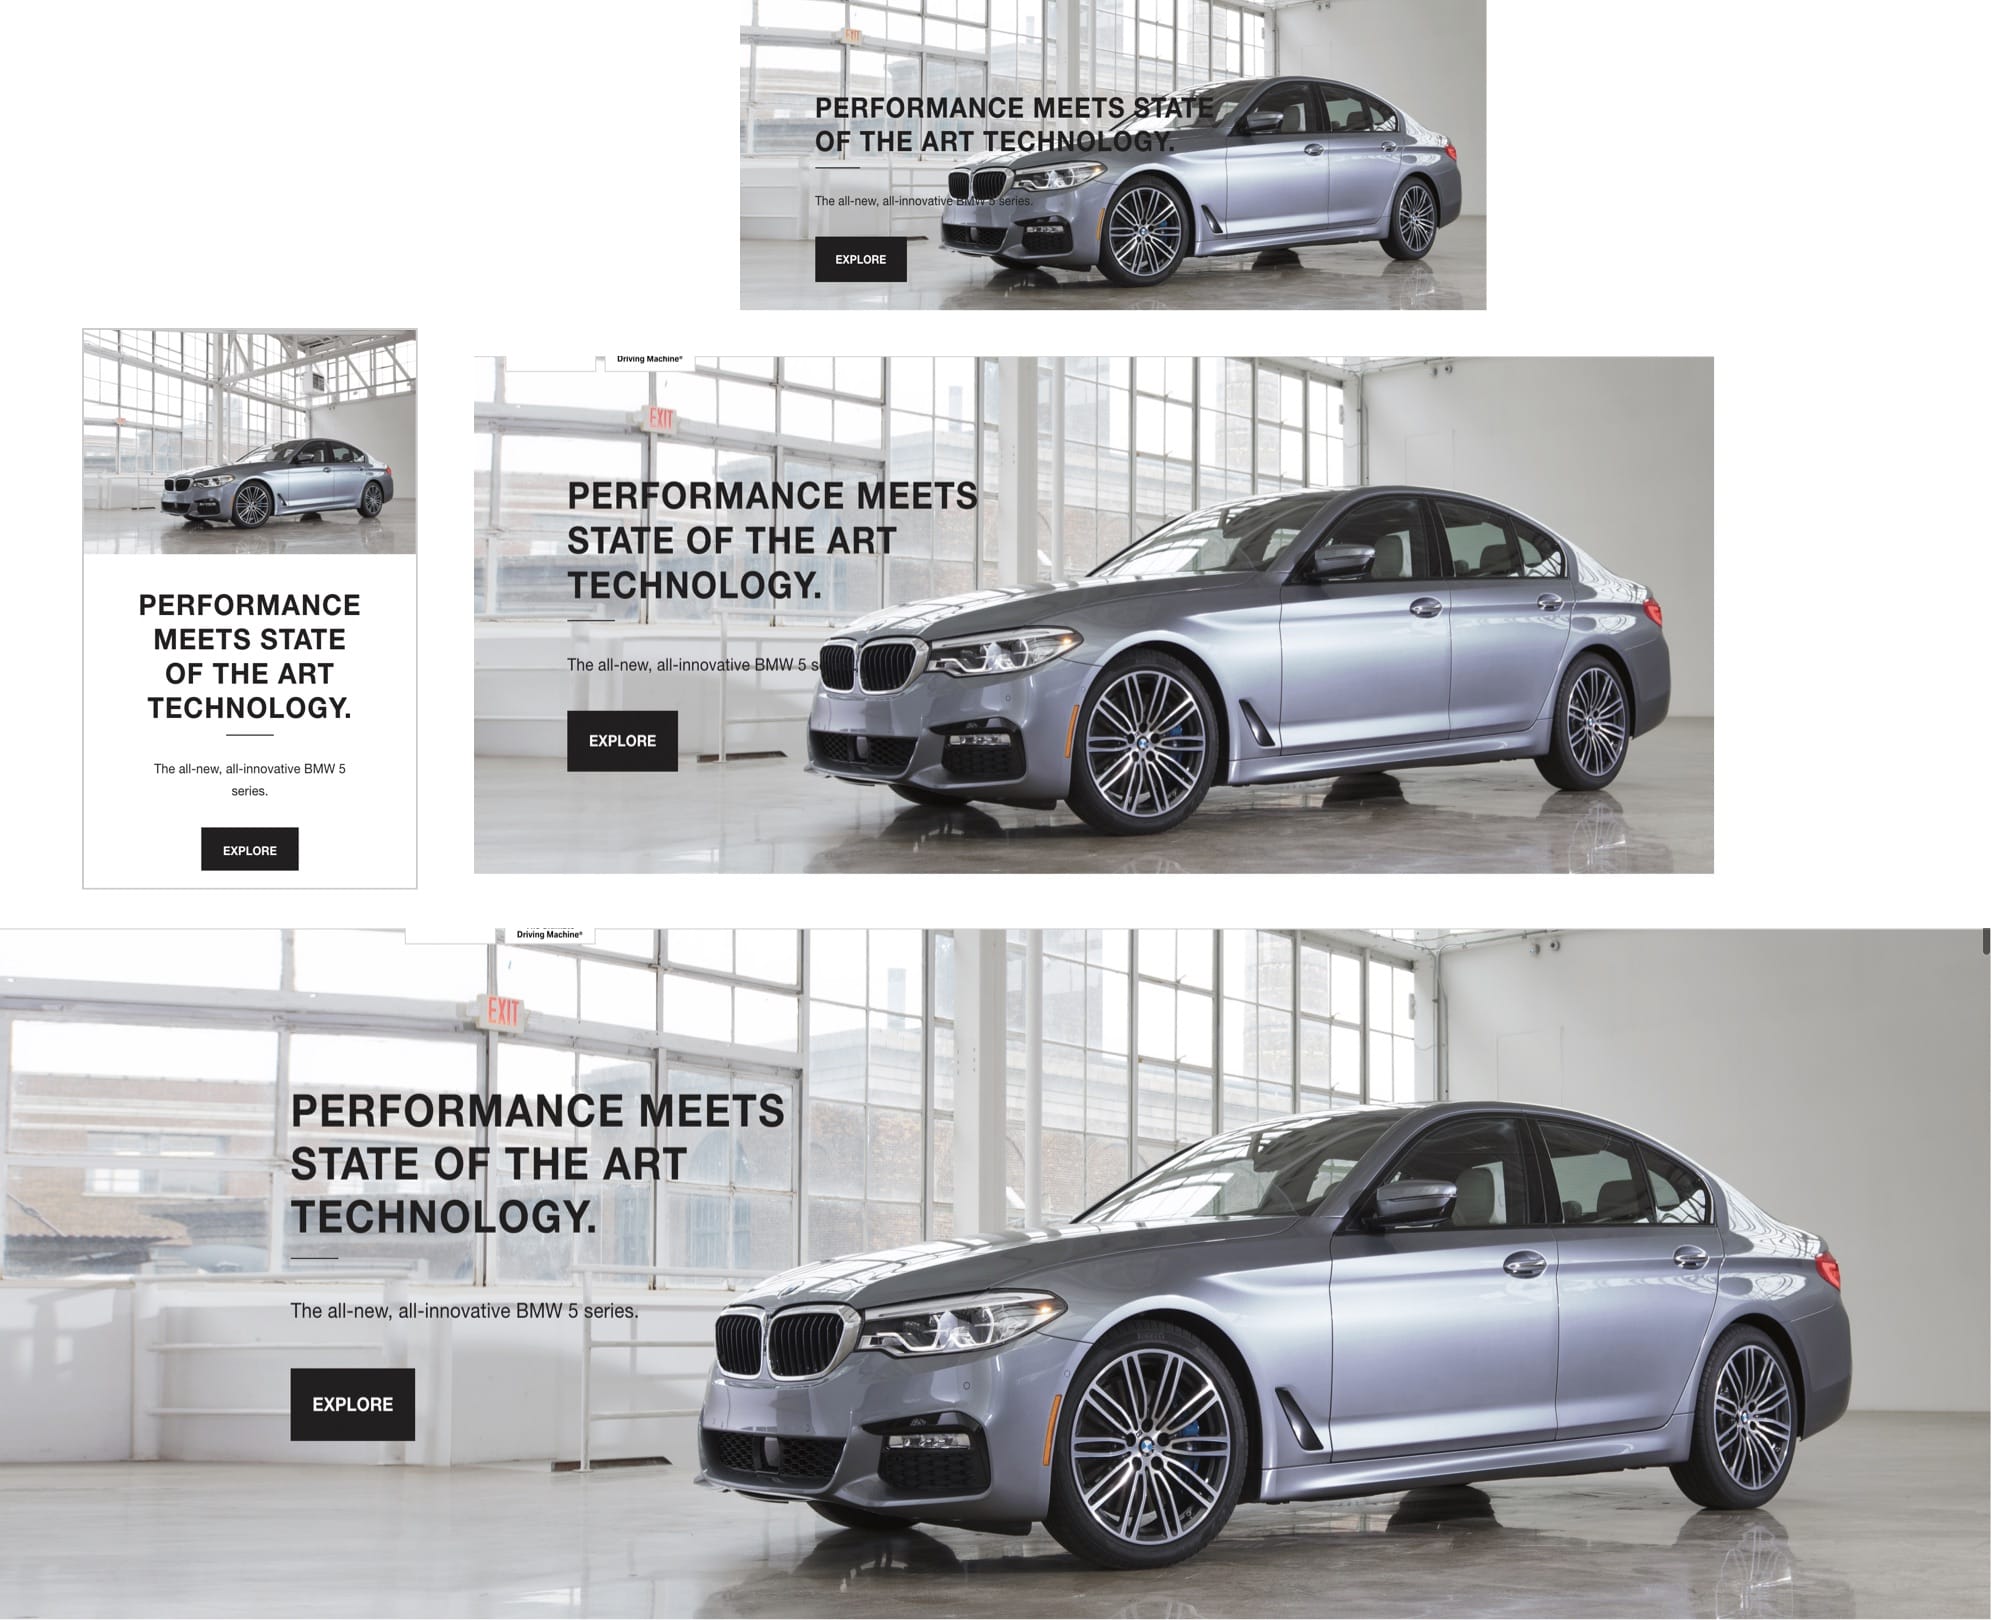 EXIT
PERFORMANCE MEETS STATE
OF THE ART TECHNOLOGY.
The all-new, all-innovative BMW 5 series.
EXPLORE
PERFORMANCE
MEETS STATE
OF THE ART
TECHNOLOGY.
The all-new, all-innovative BMW 5
series.
EXPLORE
Driving Machine®
EXIT
PERFORMANCE MEETS
STATE OF THE ART
TECHNOLOGY.
The all-new, all-innovative BMW 5
EXPLORE
Driving Machine®
EXIT
PERFORMANCE MEETS
STATE OF THE ART
TECHNOLOGY.
The all-new, all-innovative BMW 5 series.
EXPLORE